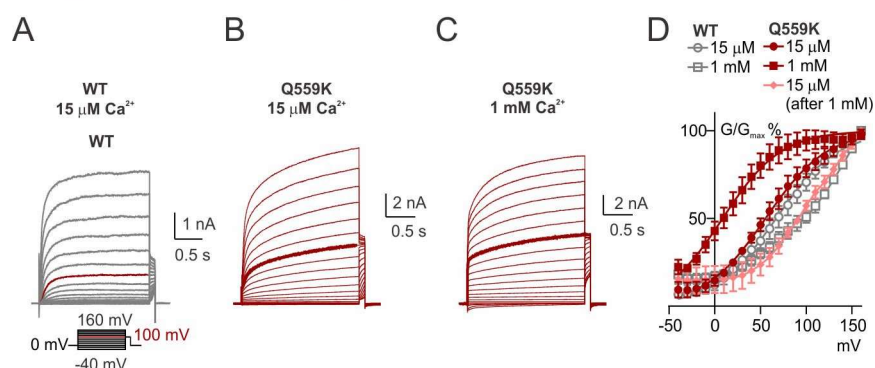 A
WT
15 μM Ca²⁺
WT
1 nA
0.5 s
160 mV
0 mV
100 mV
-40 mV
B
Q559K
15 μM Ca²⁺
2 nA
0.5 s
C
Q559K
1 mM Ca²⁺
2 nA
0.5 s
D
WT Q559K
15 μM 15 μM
1 mM 1 mM
15 μM
(after 1 mM)
G/Gmax %
100
50
-50 0 50 100 150
mV